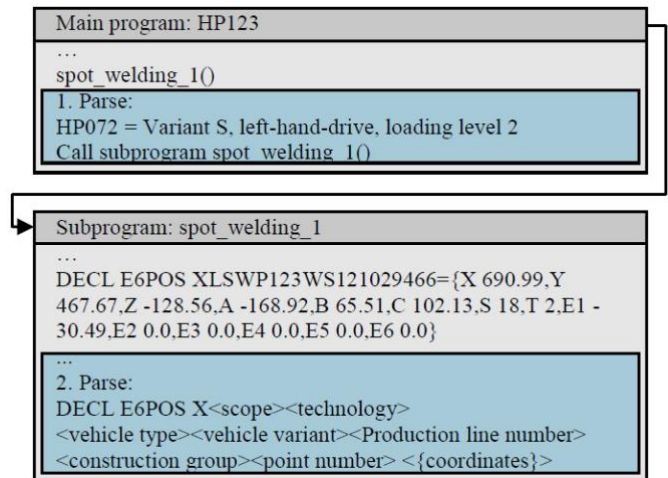 Main program: HP123
…
spot_welding_1()
1. Parse:
HP072 = Variant S, left-hand-drive, loading level 2
Call subprogram spot_welding_1()
Subprogram: spot_welding_1
…
DECL E6POS XLSWP123WS121029466={X 690.99,Y
467.67,Z -128.56,A -168.92,B 65.51,C 102.13,S 18,T 2,E1 -
30.49,E2 0.0,E3 0.0,E4 0.0,E5 0.0,E6 0.0}
...
2. Parse:
DECL E6POS X<scope><technology>
<vehicle type><vehicle variant><Production line number>
<construction group><point number> <{coordinates}>